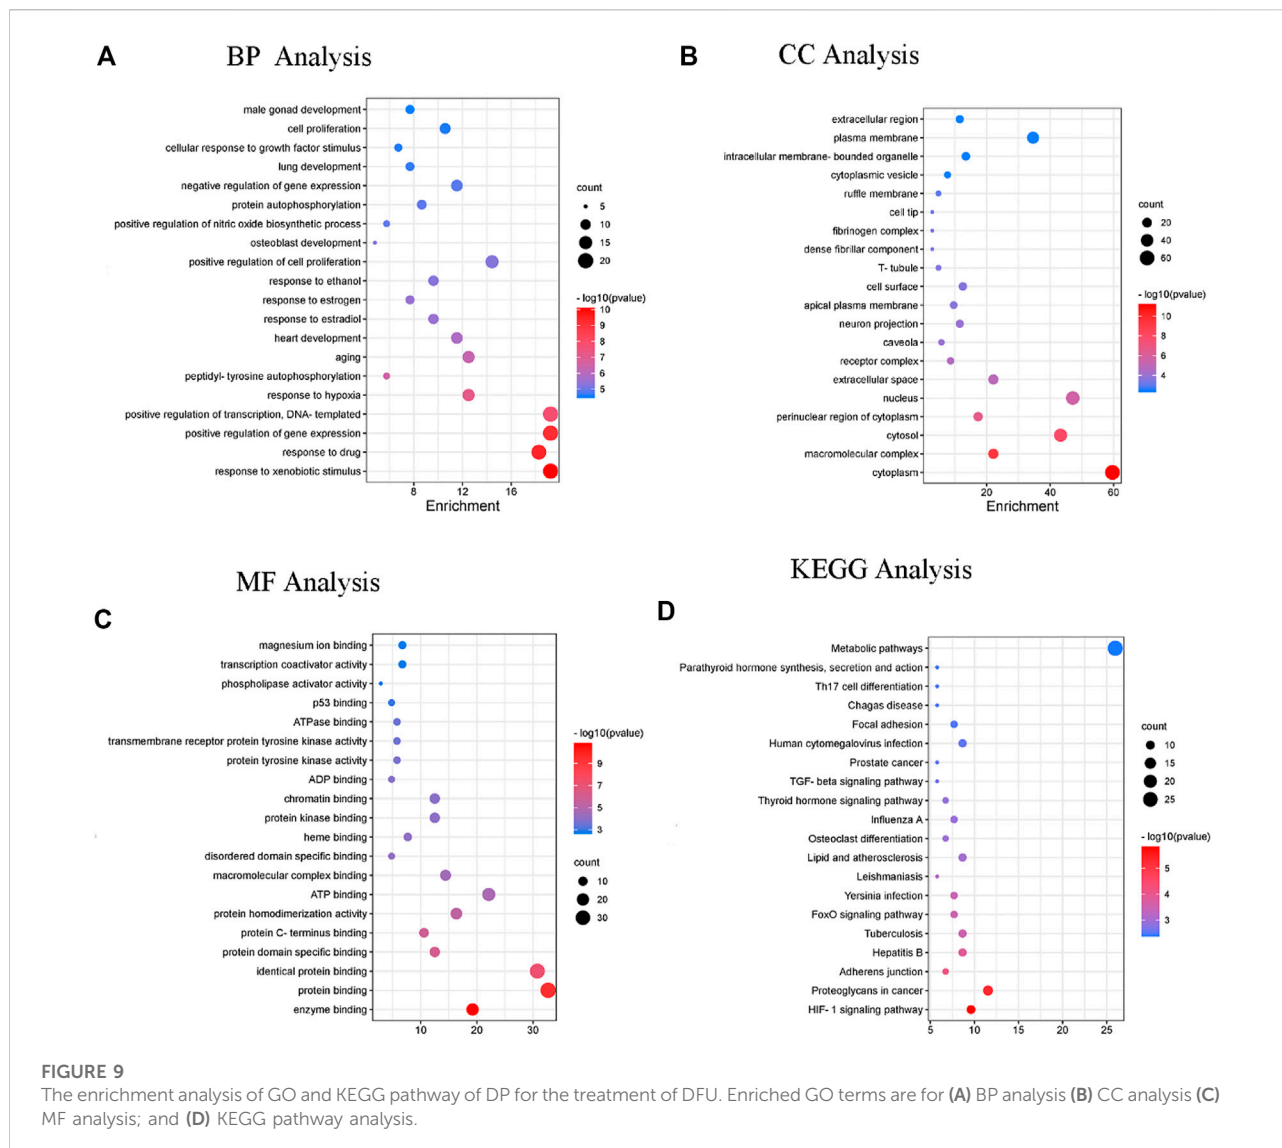 A
BP Analysis
male gonad development
cell proliferation
cellular response to growth factor stimulus
lung development
negative regulation of gene expression
protein autophosphorylation
positive regulation of nitric oxide biosynthetic process
osteoblast development
positive regulation of cell proliferation
response to ethanol
response to estrogen
response to estradiol
heart development
aging
peptidyl- tyrosine autophosphorylation
response to hypoxia
positive regulation of transcription, DNA- templated
positive regulation of gene expression
response to drug
response to xenobiotic stimulus
8 12 16
Enrichment
count
5
10
15
20
- log10(pvalue)
10
9
8
7
6
5
B
CC Analysis
extracellular region
plasma membrane
intracellular membrane- bounded organelle
cytoplasmic vesicle
ruffle membrane
cell tip
fibrinogen complex
dense fibrillar component
T- tubule
cell surface
apical plasma membrane
neuron projection
caveola
receptor complex
extracellular space
nucleus
perinuclear region of cytoplasm
cytosol
macromolecular complex
cytoplasm
20 40 60
Enrichment
count
20
40
60
- log10(pvalue)
10
8
6
4
MF Analysis
C
magnesium ion binding
transcription coactivator activity
phospholipase activator activity
p53 binding
ATPase binding
transmembrane receptor protein tyrosine kinase activity
protein tyrosine kinase activity
ADP binding
chromatin binding
protein kinase binding
heme binding
disordered domain specific binding
macromolecular complex binding
ATP binding
protein homodimerization activity
protein C- terminus binding
protein domain specific binding
identical protein binding
protein binding
enzyme binding
10 20 30
- log10(pvalue)
9
7
5
3
count
10
20
30
KEGG Analysis
D
Metabolic pathways
Parathyroid hormone synthesis, secretion and action
Th17 cell differentiation
Chagas disease
Focal adhesion
Human cytomegalovirus infection
Prostate cancer
TGF- beta signaling pathway
Thyroid hormone signaling pathway
Influenza A
Osteoclast differentiation
Lipid and atherosclerosis
Leishmaniasis
Yersinia infection
FoxO signaling pathway
Tuberculosis
Hepatitis B
Adherens junction
Proteoglycans in cancer
HIF- 1 signaling pathway
5 10 15 20 25
count
10
15
20
25
- log10(pvalue)
5
4
3
FIGURE 9
The enrichment analysis of GO and KEGG pathway of DP for the treatment of DFU. Enriched GO terms are for (A) BP analysis (B) CC analysis (C)
MF analysis; and (D) KEGG pathway analysis.